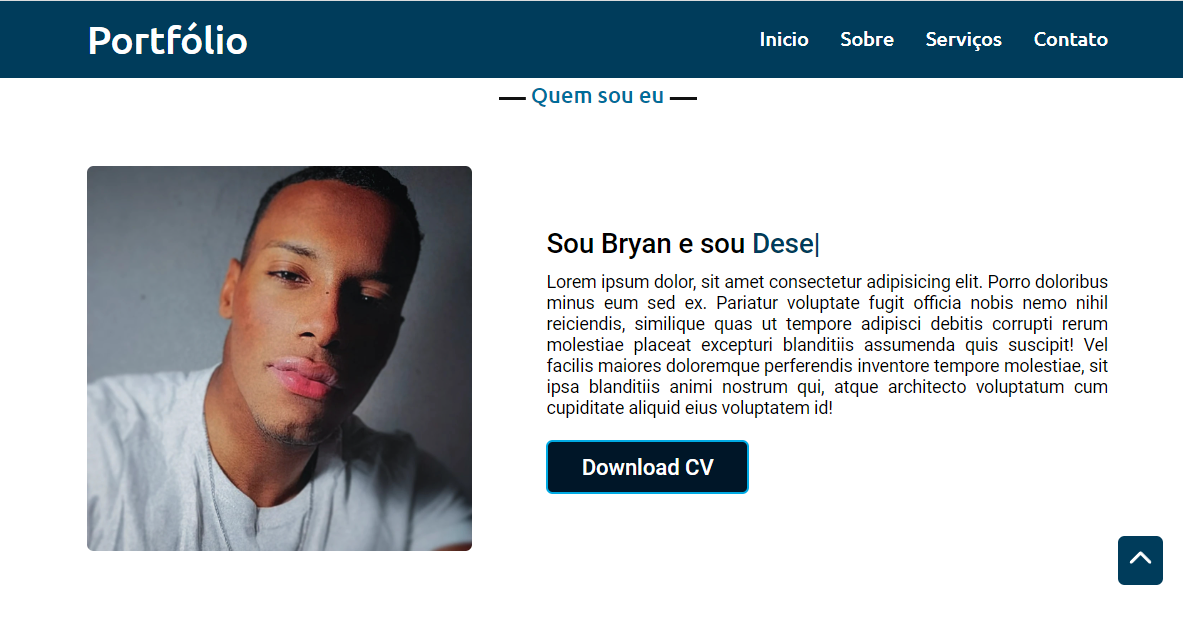 Portfólio
Inicio Sobre Serviços Contato
Quem sou eu
Sou Bryan e sou Dese|
Lorem ipsum dolor, sit amet consectetur adipisicing elit. Porro doloribus
minus eum sed ex. Pariatur voluptate fugit officia nobis nemo nihil
reiciendis, similique quas ut tempore adipisci debitis corrupti rerum
molestiae placeat excepturi blanditiis assumenda quis suscipit! Vel
facilis maiores doloremque perferendis inventore tempore molestiae, sit
ipsa blanditiis animi nostrum qui, atque architecto voluptatum cum
cupiditate aliquid eius voluptatem id!
Download CV